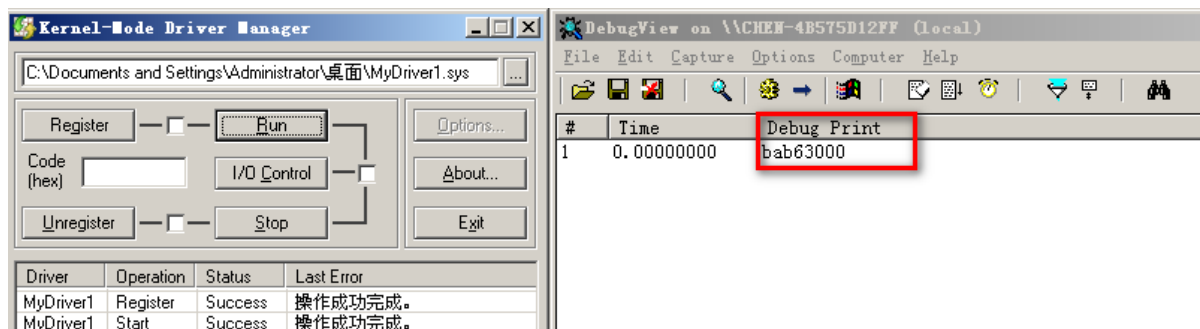 Kernel-Mode Driver Manager
C:\Documents and Settings\Administrator\桌面\MyDriver1.sys ...
Register Run Options...
Code (hex) I/O Control About...
Unregister Stop Exit
Driver Operation Status Last Error
MyDriver1 Register Success 操作成功完成。
MyDriver1 Start Success 操作成功完成。
DebugView on \\CHEN-4B575D12FF (local)
File Edit Capture Options Computer Help
# Time Debug Print
1 0.00000000 bab63000